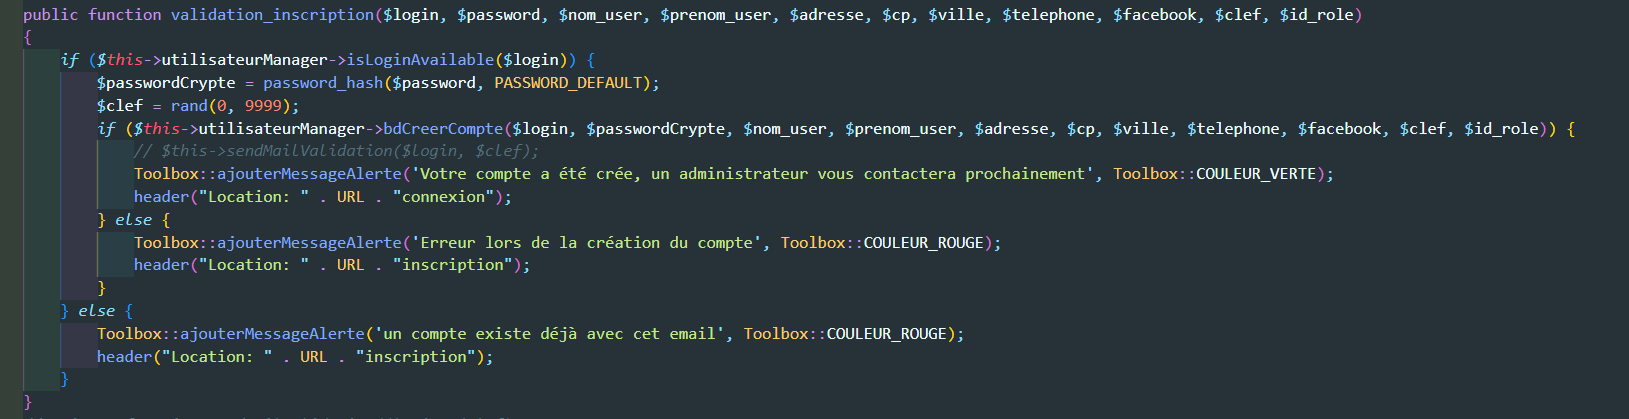 public function validation_inscription($login, $password, $nom_user, $prenom_user, $adresse, $cp, $ville, $telephone, $facebook, $clef, $id_role)
{
    if ($this->utilisateurManager->isLoginAvailable($login)) {
        $passwordCrypte = password_hash($password, PASSWORD_DEFAULT);
        $clef = rand(0, 9999);
        if ($this->utilisateurManager->bdCreerCompte($login, $passwordCrypte, $nom_user, $prenom_user, $adresse, $cp, $ville, $telephone, $facebook, $clef, $id_role)) {
            // $this->sendMailValidation($login, $clef);
            Toolbox::ajouterMessageAlerte('Votre compte a été crée, un administrateur vous contactera prochainement', Toolbox::COULEUR_VERTE);
            header("Location: " . URL . "connexion");
        } else {
            Toolbox::ajouterMessageAlerte('Erreur lors de la création du compte', Toolbox::COULEUR_ROUGE);
            header("Location: " . URL . "inscription");
        }
    } else {
        Toolbox::ajouterMessageAlerte('un compte existe déjà avec cet email', Toolbox::COULEUR_ROUGE);
        header("Location: " . URL . "inscription");
    }
}